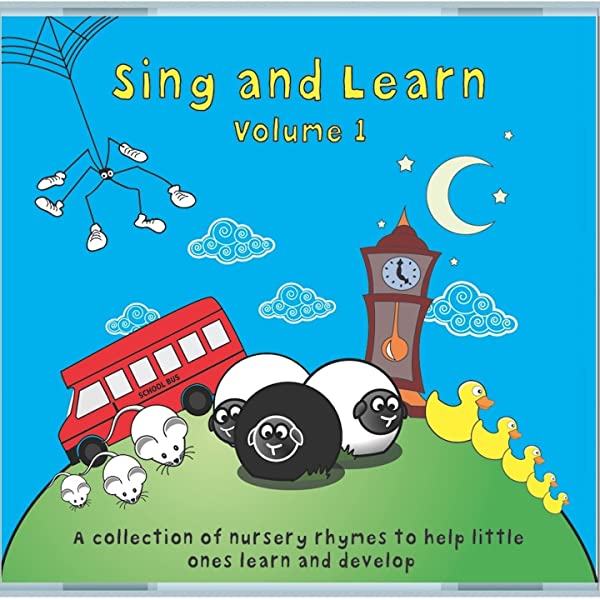 Sing and Learn
Volume 1
SCHOOL BUS
A collection of nursery rhymes to help little
ones learn and develop